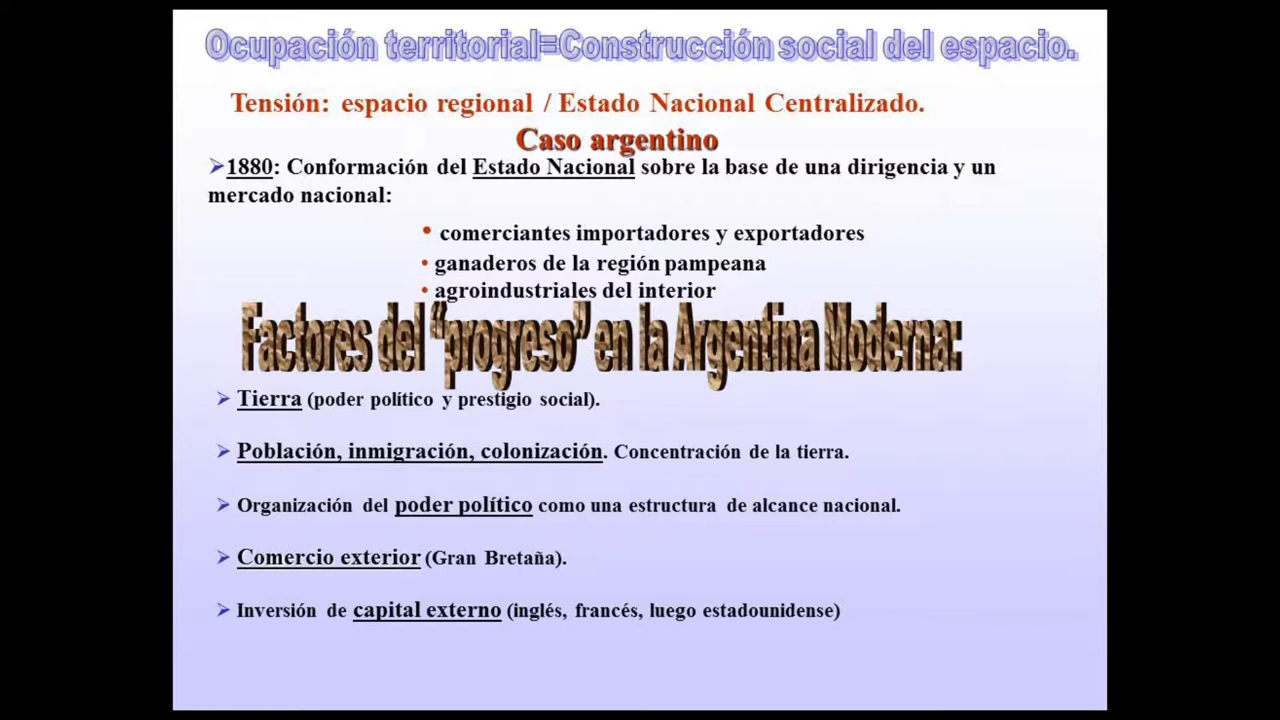 Ocupación territorial=Construcción social del espacio.
Tensión: espacio regional / Estado Nacional Centralizado.
Caso argentino
➢1880: Conformación del Estado Nacional sobre la base de una dirigencia y un
mercado nacional:
• comerciantes importadores y exportadores
• ganaderos de la región pampeana
• agroindustriales del interior
Factores del “progreso” en la Argentina Moderna:
➢ Tierra (poder político y prestigio social).
➢ Población, inmigración, colonización. Concentración de la tierra.
➢ Organización del poder político como una estructura de alcance nacional.
➢ Comercio exterior (Gran Bretaña).
➢ Inversión de capital externo (inglés, francés, luego estadounidense)